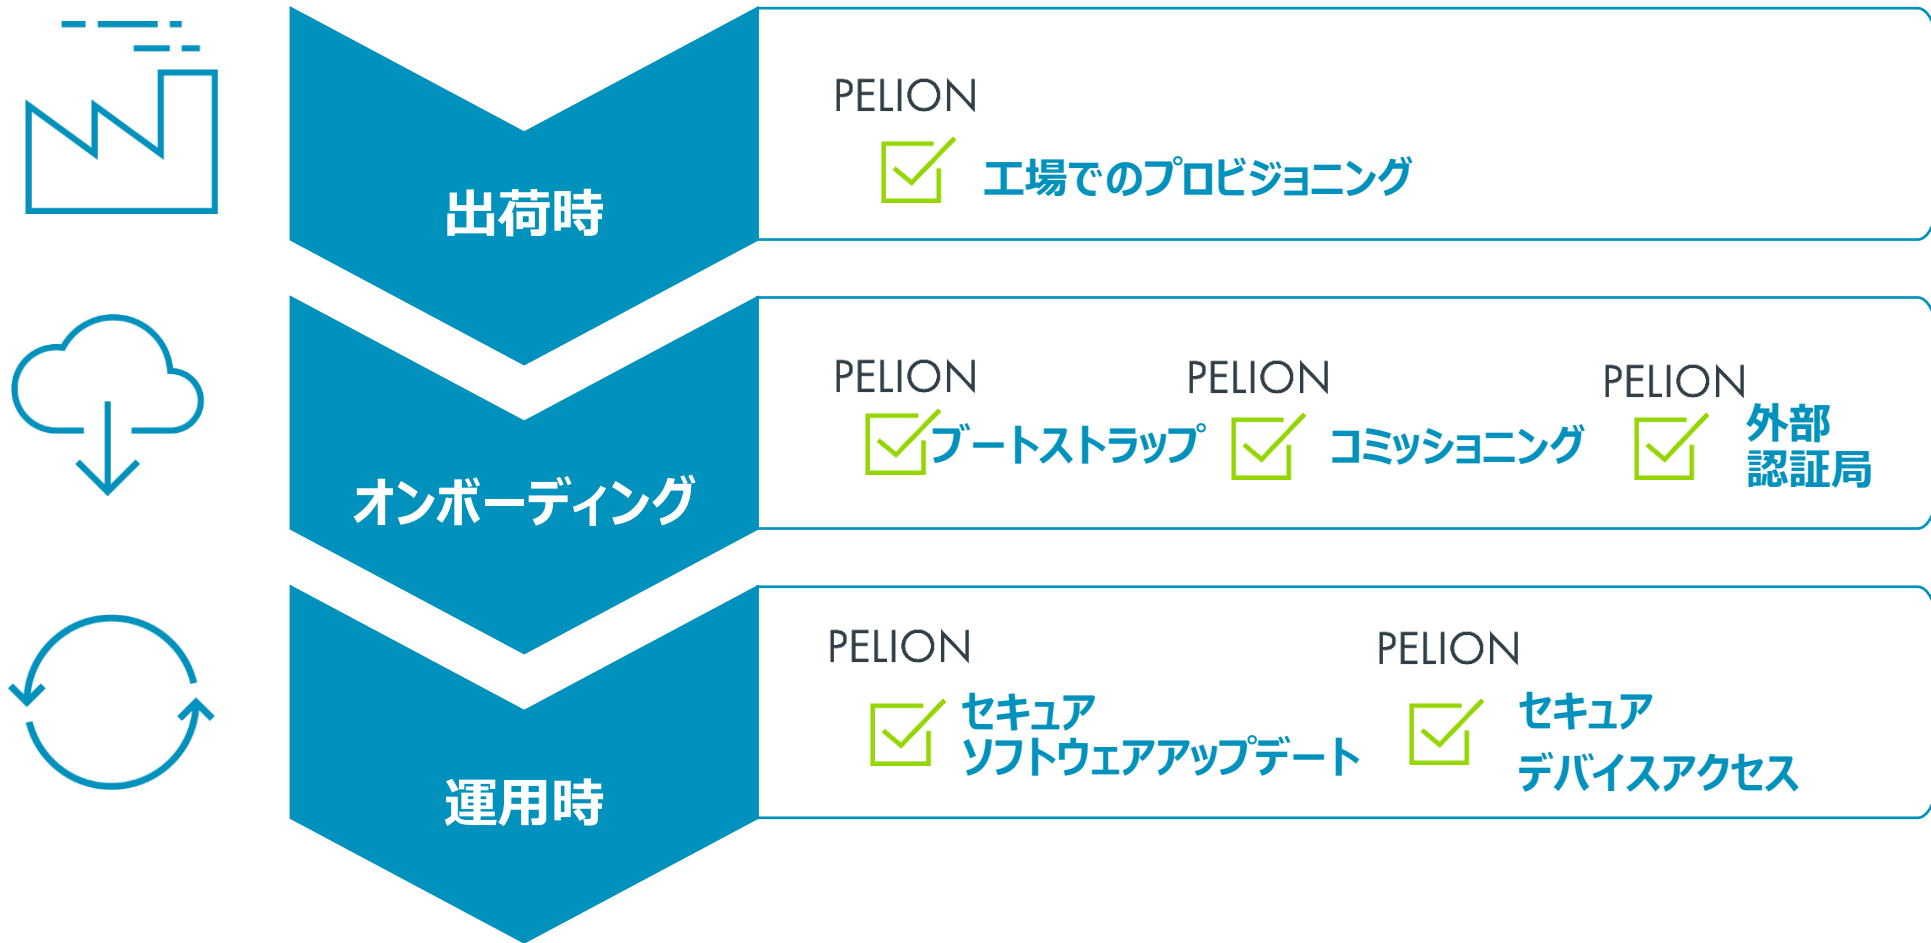 出荷時
PELION
工場でのプロビジョニング
オンボーディング
PELION
ブートストラップ
PELION
コミッショニング
PELION
外部
認証局
運用時
PELION
セキュア
ソフトウェアアップデート
PELION
セキュア
デバイスアクセス